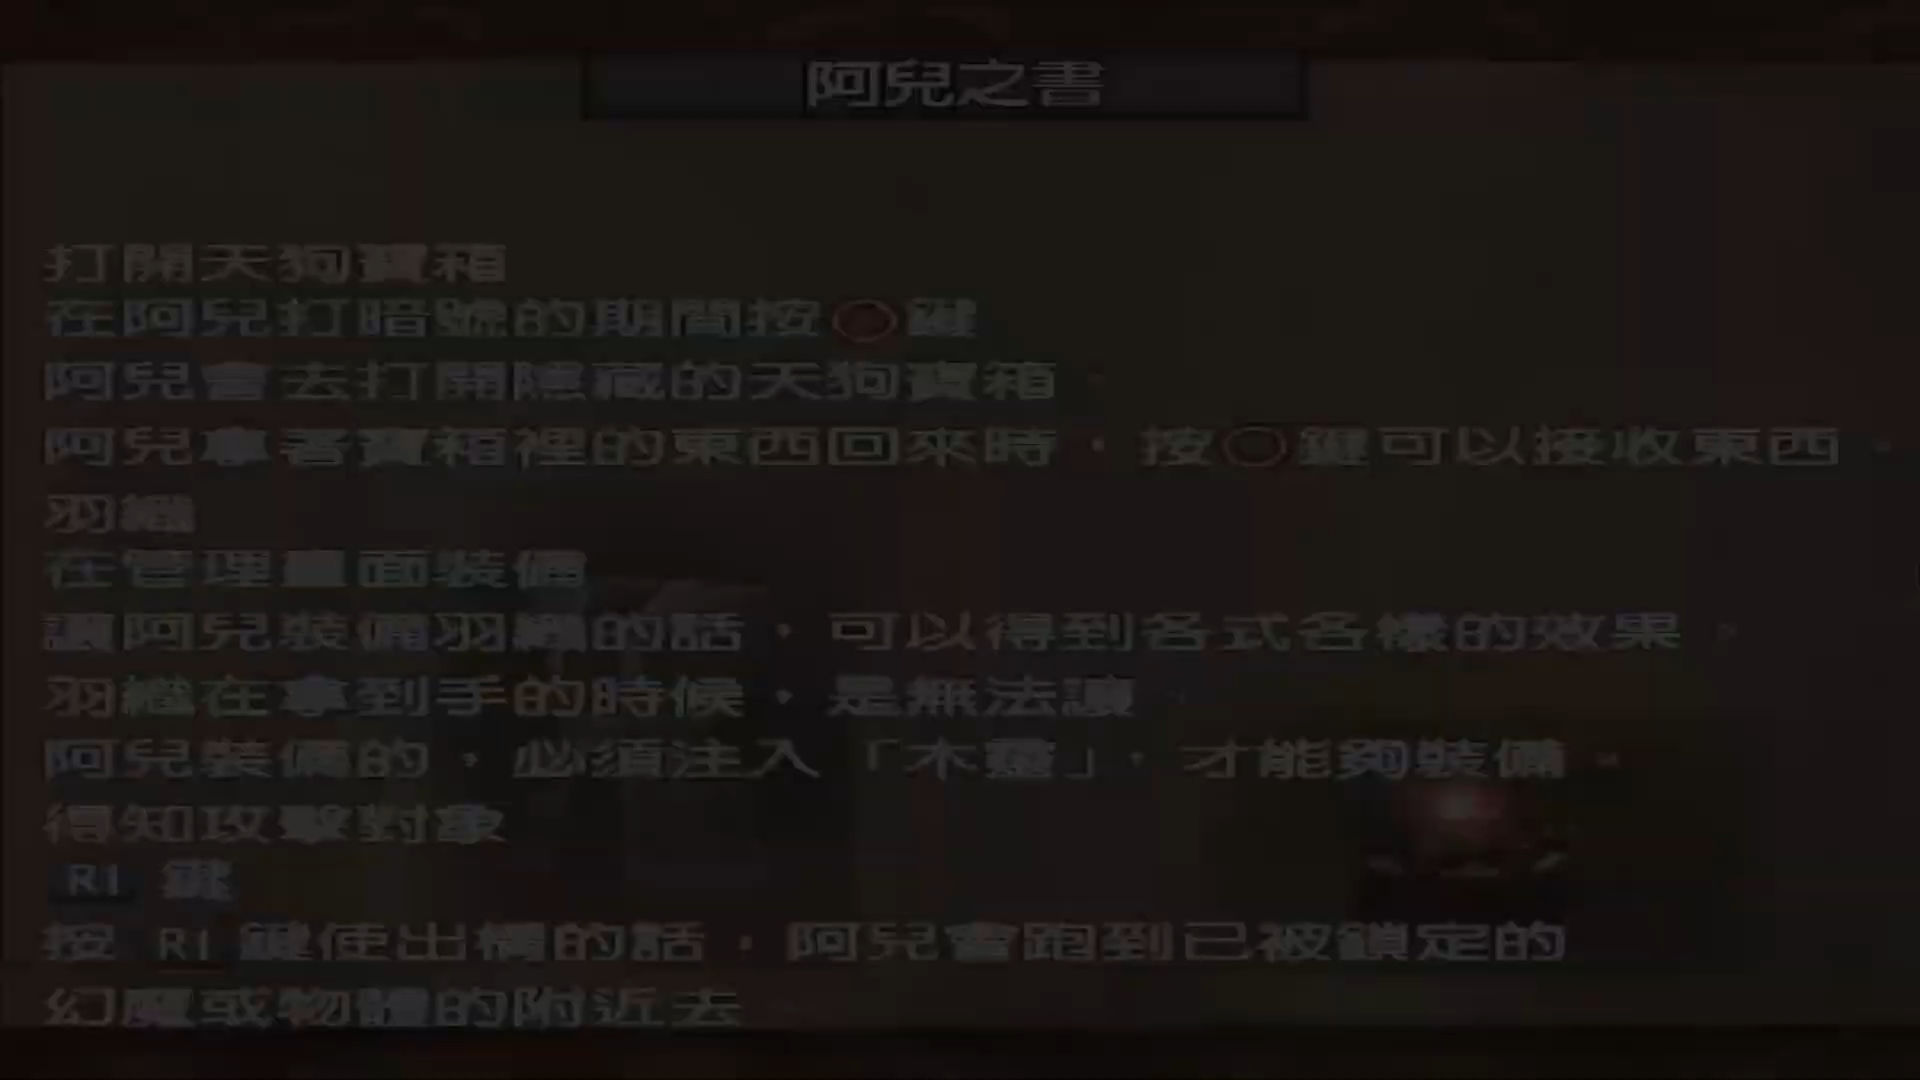 阿兒之書
打開天狗寶箱
在阿兒打暗號的期間按○鍵
阿兒會去打開隱藏的天狗寶箱。
阿兒拿著寶箱裡的東西回來時,按○鍵可以接收東西。
羽織
在管理畫面裝備
讓阿兒裝備羽織的話,可以得到各式各樣的效果。
羽織在拿到手的時候,是無法讓
阿兒裝備的,必須注入「木靈」,才能夠裝備。
得知攻擊對象
R1 鍵
按 R1 鍵使出樆的話,阿兒會跑到已被鎖定的
幻魔或物體的附近去